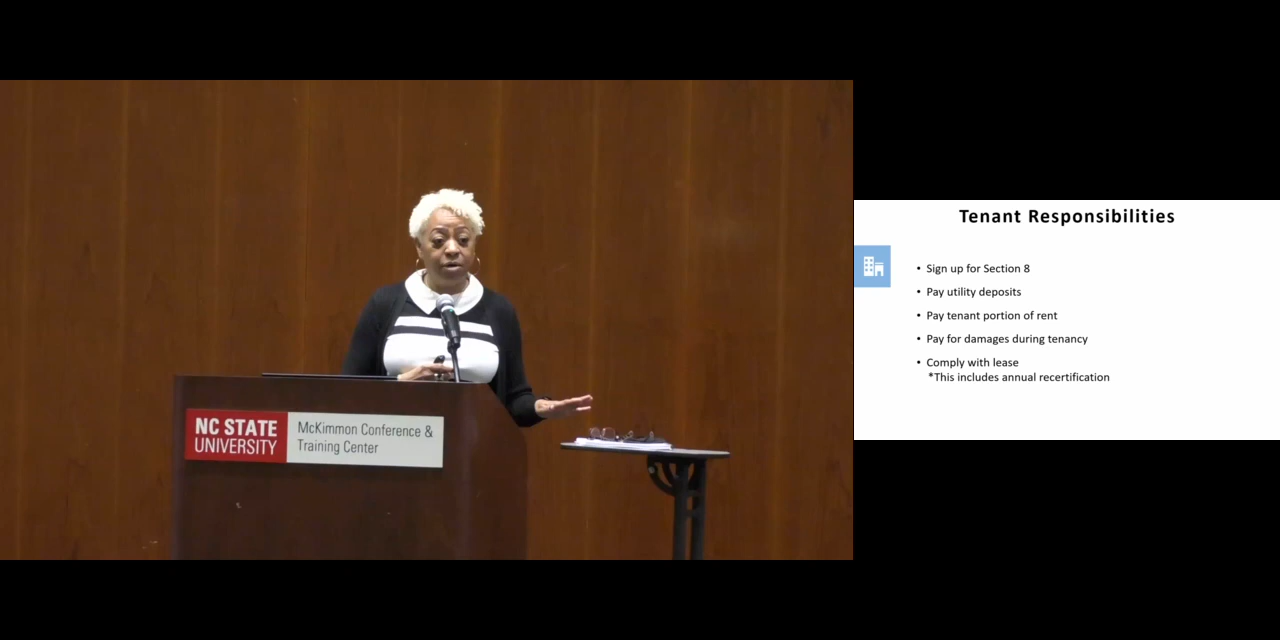 NC STATE
UNIVERSITY
McKimmon Conference &
Training Center
Tenant Responsibilities
• Sign up for Section 8
• Pay utility deposits
• Pay tenant portion of rent
• Pay for damages during tenancy
• Comply with lease
*This includes annual recertification